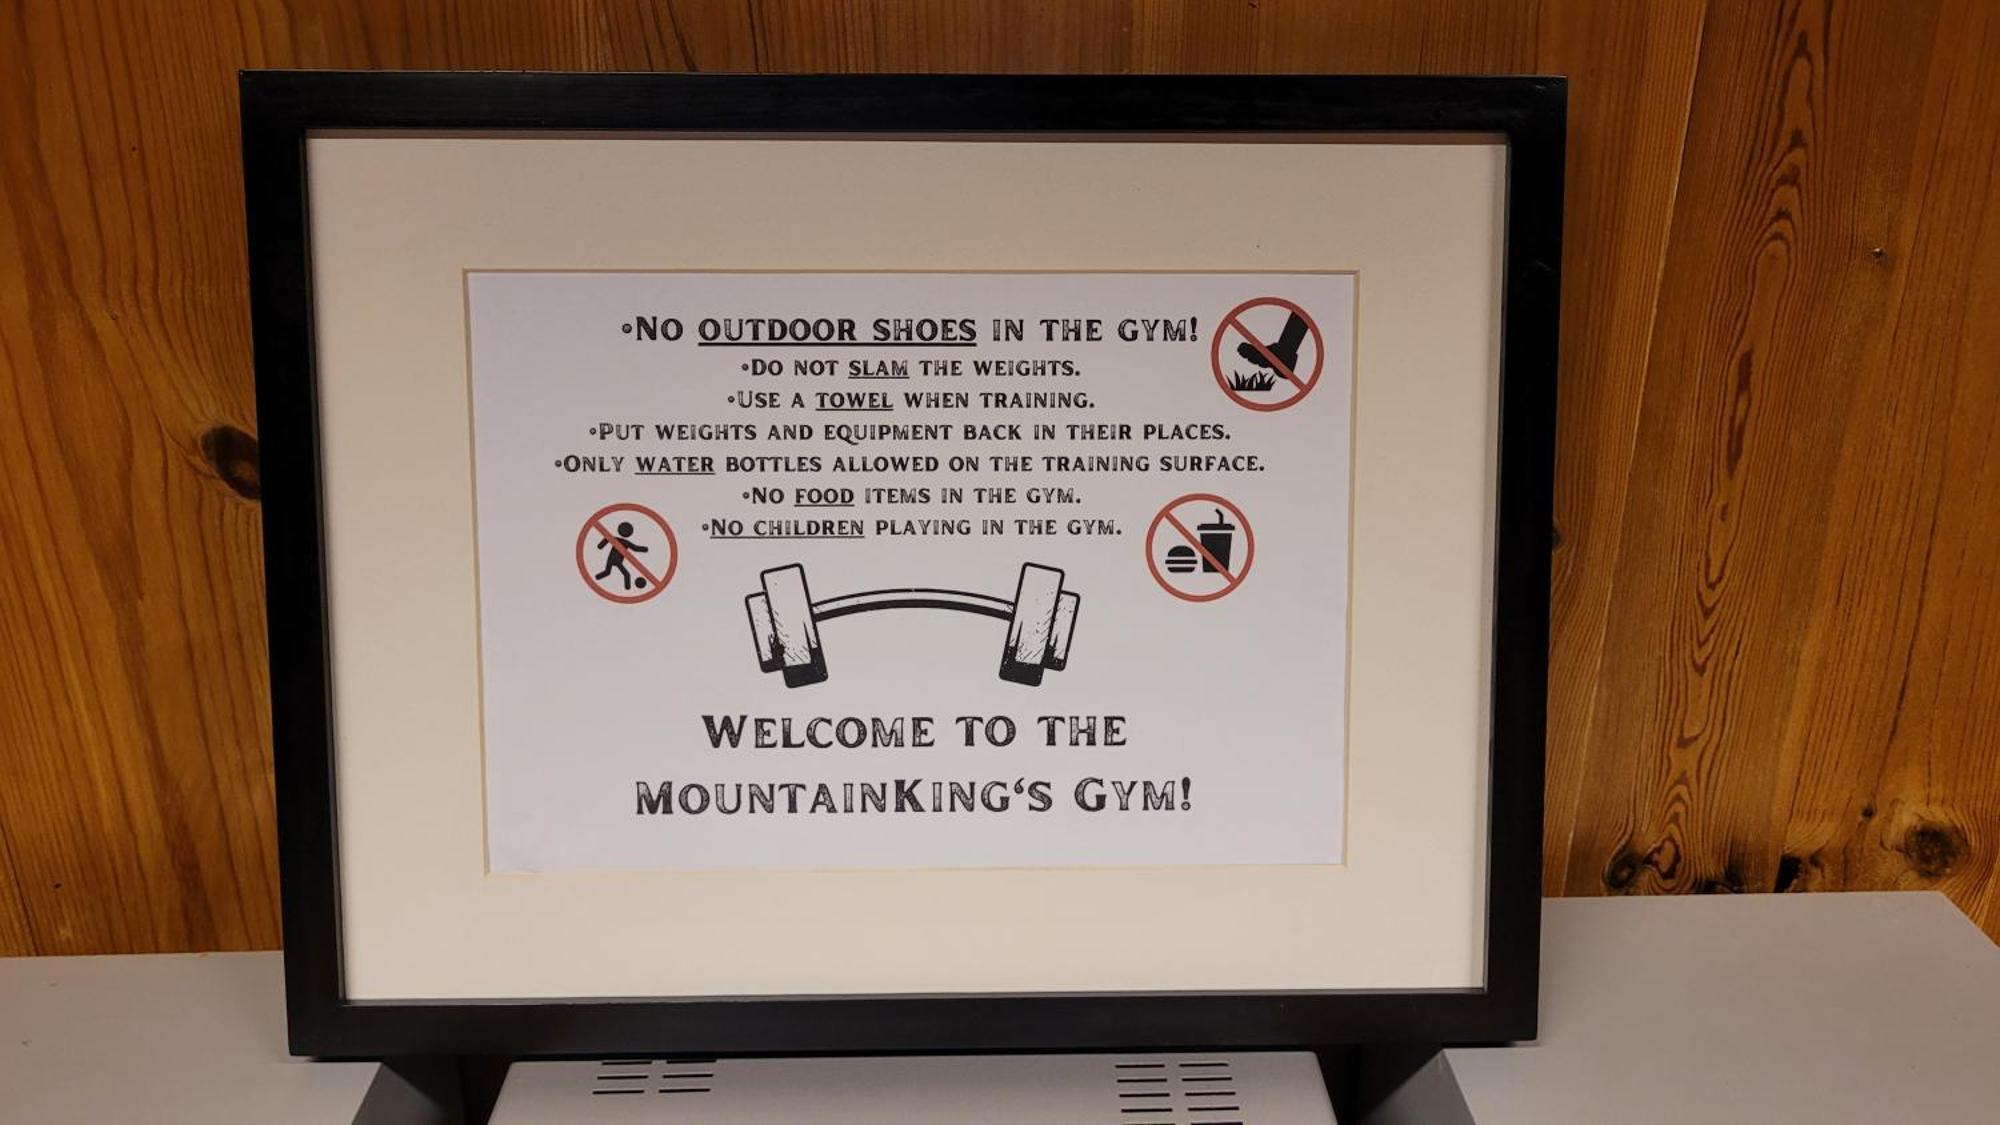 •No outdoor shoes in the gym!
•Do not slam the weights.
•Use a towel when training.
•Put weights and equipment back in their places.
•Only water bottles allowed on the training surface.
•No food items in the gym.
•No children playing in the gym.
Welcome to the
MountainKing‘s Gym!